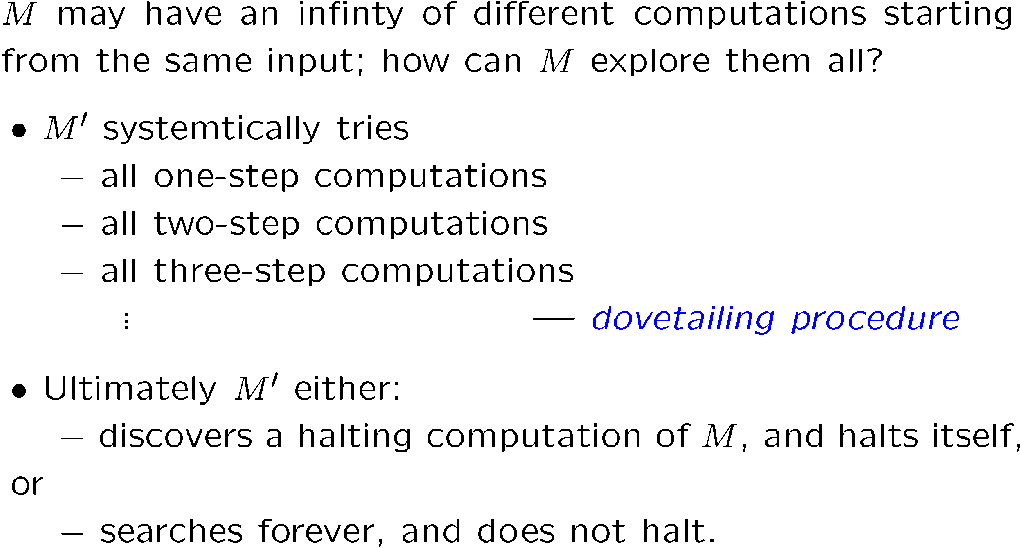 M may have an infinty of different computations starting
from the same input; how can M explore them all?
• M′ systemtically tries
– all one-step computations
– all two-step computations
– all three-step computations
⋮ — dovetailing procedure
• Ultimately M′ either:
– discovers a halting computation of M, and halts itself,
or
– searches forever, and does not halt.